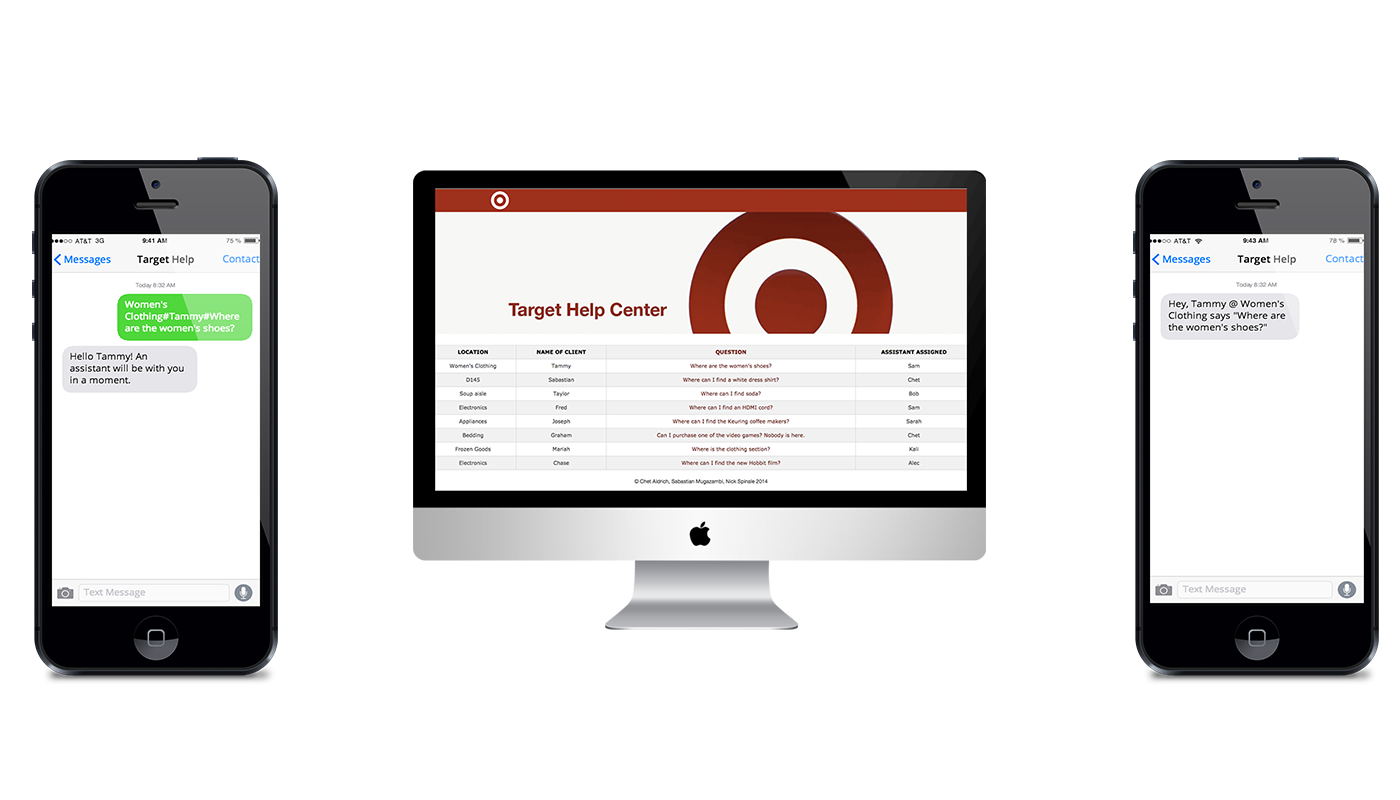 AT&T 3G 9:41 AM 75 %
Messages Target Help Contact
Today 8:32 AM
Women's
Clothing#Tammy#Where
are the women's shoes?
Hello Tammy! An
assistant will be with you
in a moment.
Text Message
Target Help Center
LOCATION NAME OF CLIENT QUESTION ASSISTANT ASSIGNED
Women's Clothing Tammy Where are the women's shoes? Sam
D145 Sabastian Where can I find a white dress shirt? Chet
Soup aisle Taylor Where can I find soda? Bob
Electronics Fred Where can I find an HDMI cord? Sam
Appliances Joseph Where can I find the Keuring coffee makers? Sarah
Bedding Graham Can I purchase one of the video games? Nobody is here. Chet
Frozen Goods Mariah Where is the clothing section? Kali
Electronics Chase Where can I find the new Hobbit film? Alec
© Chet Aldrich, Sabastian Mugazambi, Nick Spinale 2014
AT&T 9:43 AM 78 %
Messages Target Help Contact
Today 8:32 AM
Hey, Tammy @ Women's
Clothing says "Where are
the women's shoes?"
Text Message